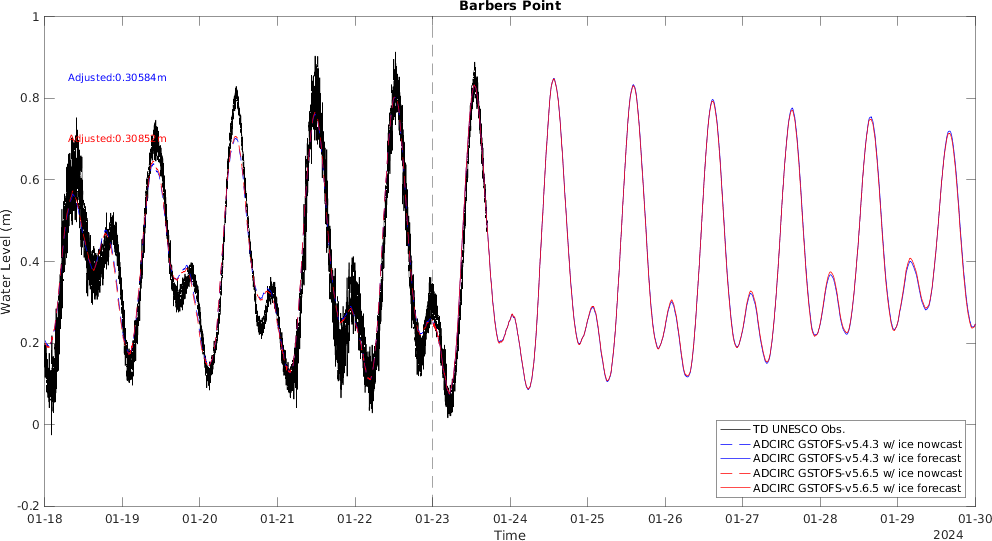 Barbers Point
1
0.8
0.6
0.4
0.2
0
-0.2
Water Level (m)
Adjusted:0.30584m
Adjusted:0.3085 m
TD UNESCO Obs.
ADCIRC GSTOFS-v5.4.3 w/ ice nowcast
ADCIRC GSTOFS-v5.4.3 w/ ice forecast
ADCIRC GSTOFS-v5.6.5 w/ ice nowcast
ADCIRC GSTOFS-v5.6.5 w/ ice forecast
01-18 01-19 01-20 01-21 01-22 01-23 01-24 01-25 01-26 01-27 01-28 01-29 01-30
Time
2024